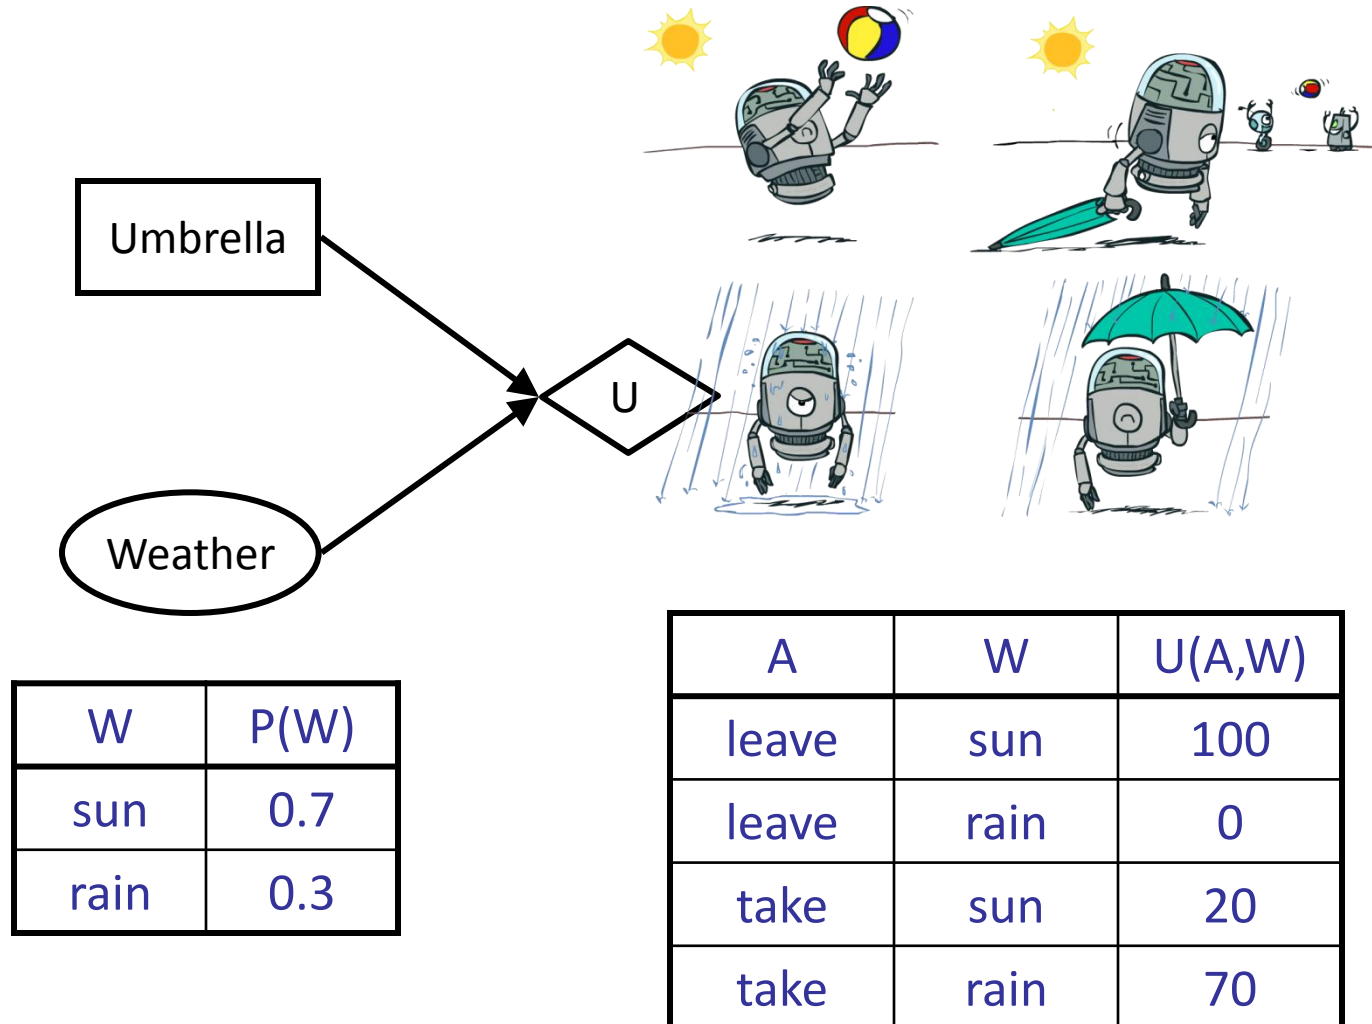 Umbrella
U
Weather
W P(W)
sun 0.7
rain 0.3
A W U(A,W)
leave sun 100
leave rain 0
take sun 20
take rain 70